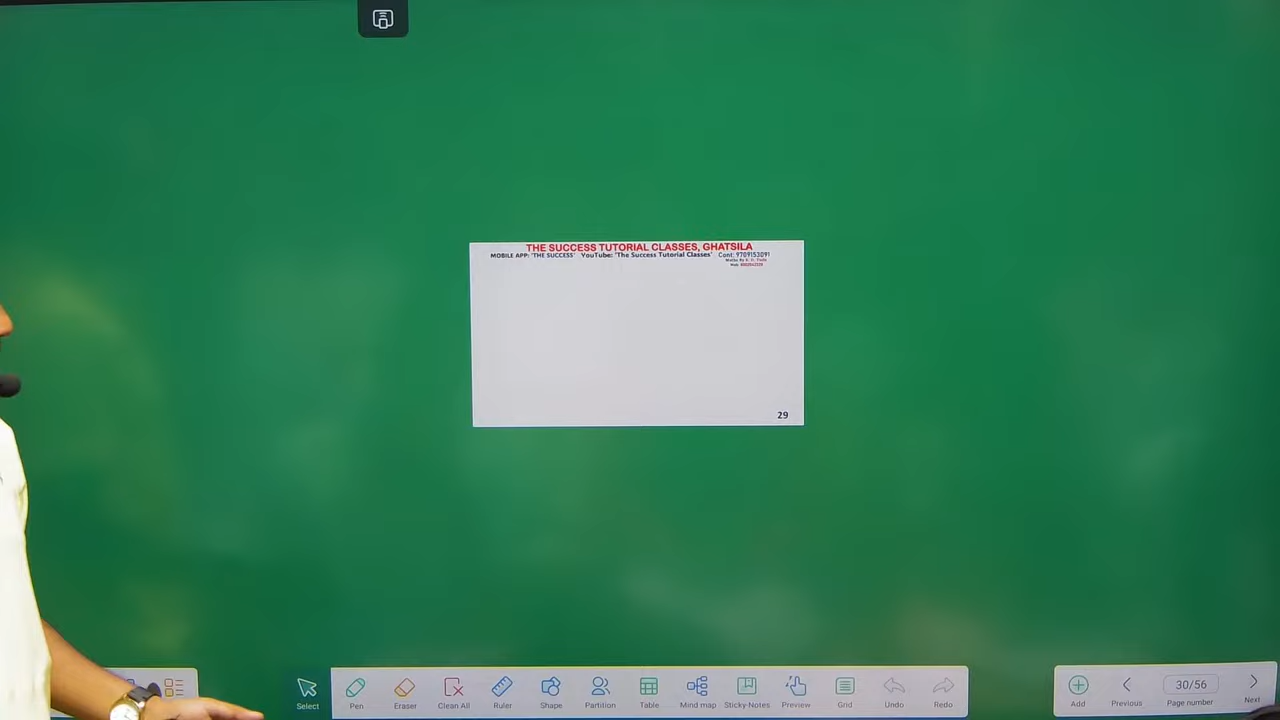 THE SUCCESS TUTORIAL CLASSES, GHATSILA
MOBILE APP: 'THE SUCCESS' YouTube: 'The Success Tutorial Classes' Cont: 9709153091
29
Select Pen Eraser Clean All Ruler Shape Partition Table Mind map Sticky-Notes Preview Grid Undo Redo
Add Previous 30/56 Page number Next